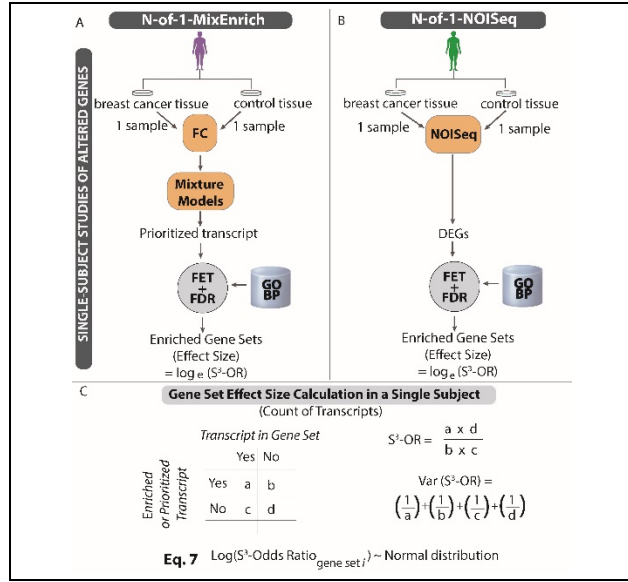 A
N-of-1-MixEnrich
B
N-of-1-NOISeq
SINGLE-SUBJECT STUDIES OF ALTERED GENES
breast cancer tissue
control tissue
1 sample
1 sample
FC
Mixture
Models
Prioritized transcript
FET
+
FDR
GO
BP
Enriched Gene Sets
(Effect Size)
= log e (S³-OR)
breast cancer tissue
control tissue
1 sample
1 sample
NOISeq
DEGs
FET
+
FDR
GO
BP
Enriched Gene Sets
(Effect Size)
= log e (S³-OR)
C
Gene Set Effect Size Calculation in a Single Subject
(Count of Transcripts)
Transcript in Gene Set
Yes No
Enriched
or Prioritized
Transcript
Yes a b
No c d
S³-OR = a x d
b x c
Var (S³-OR) =
(1/a)+(1/b)+(1/c)+(1/d)
Eq. 7 Log(S³-Odds Ratio gene set i) ~ Normal distribution